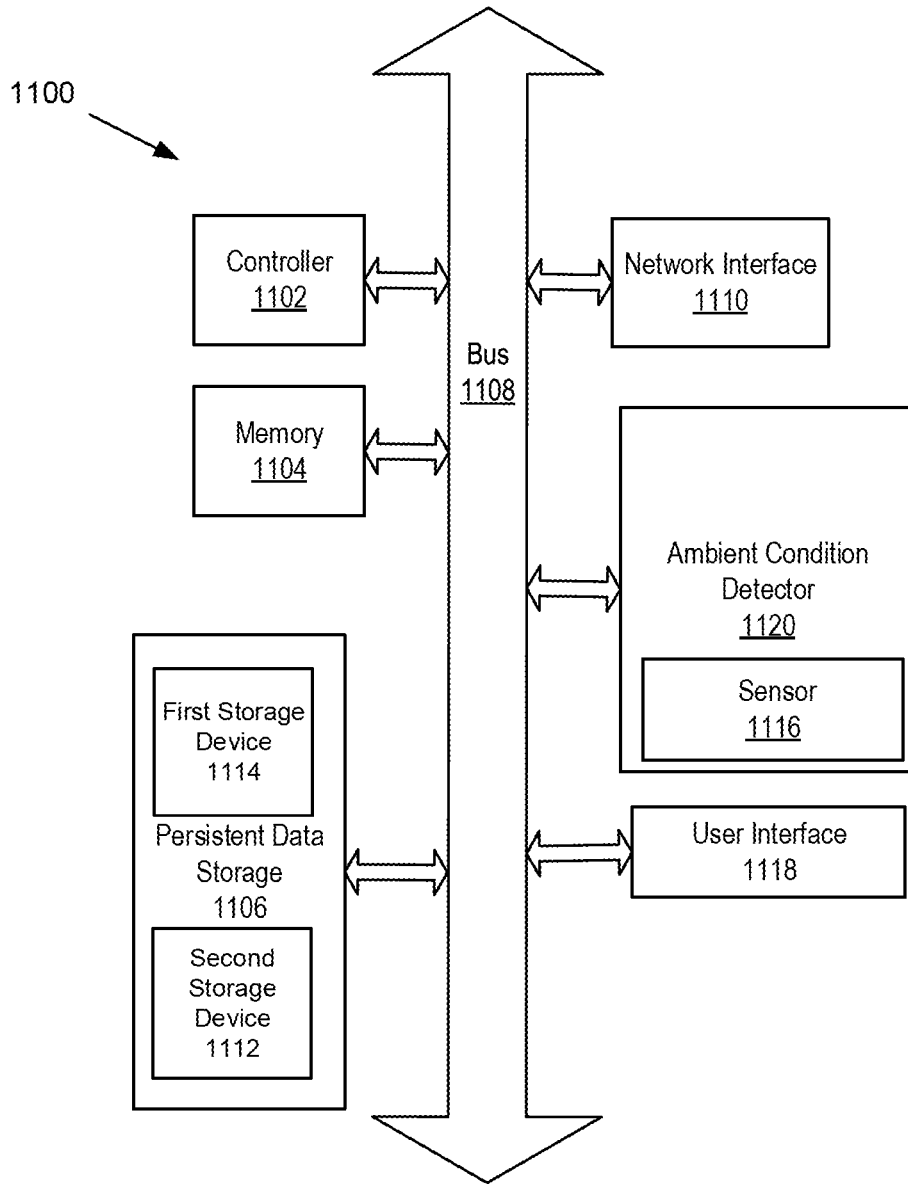 1100
Controller
1102
Network Interface
1110
Bus
1108
Memory
1104
Ambient Condition
Detector
1120
Sensor
1116
First Storage
Device
1114
Persistent Data
Storage
1106
Second
Storage
Device
1112
User Interface
1118